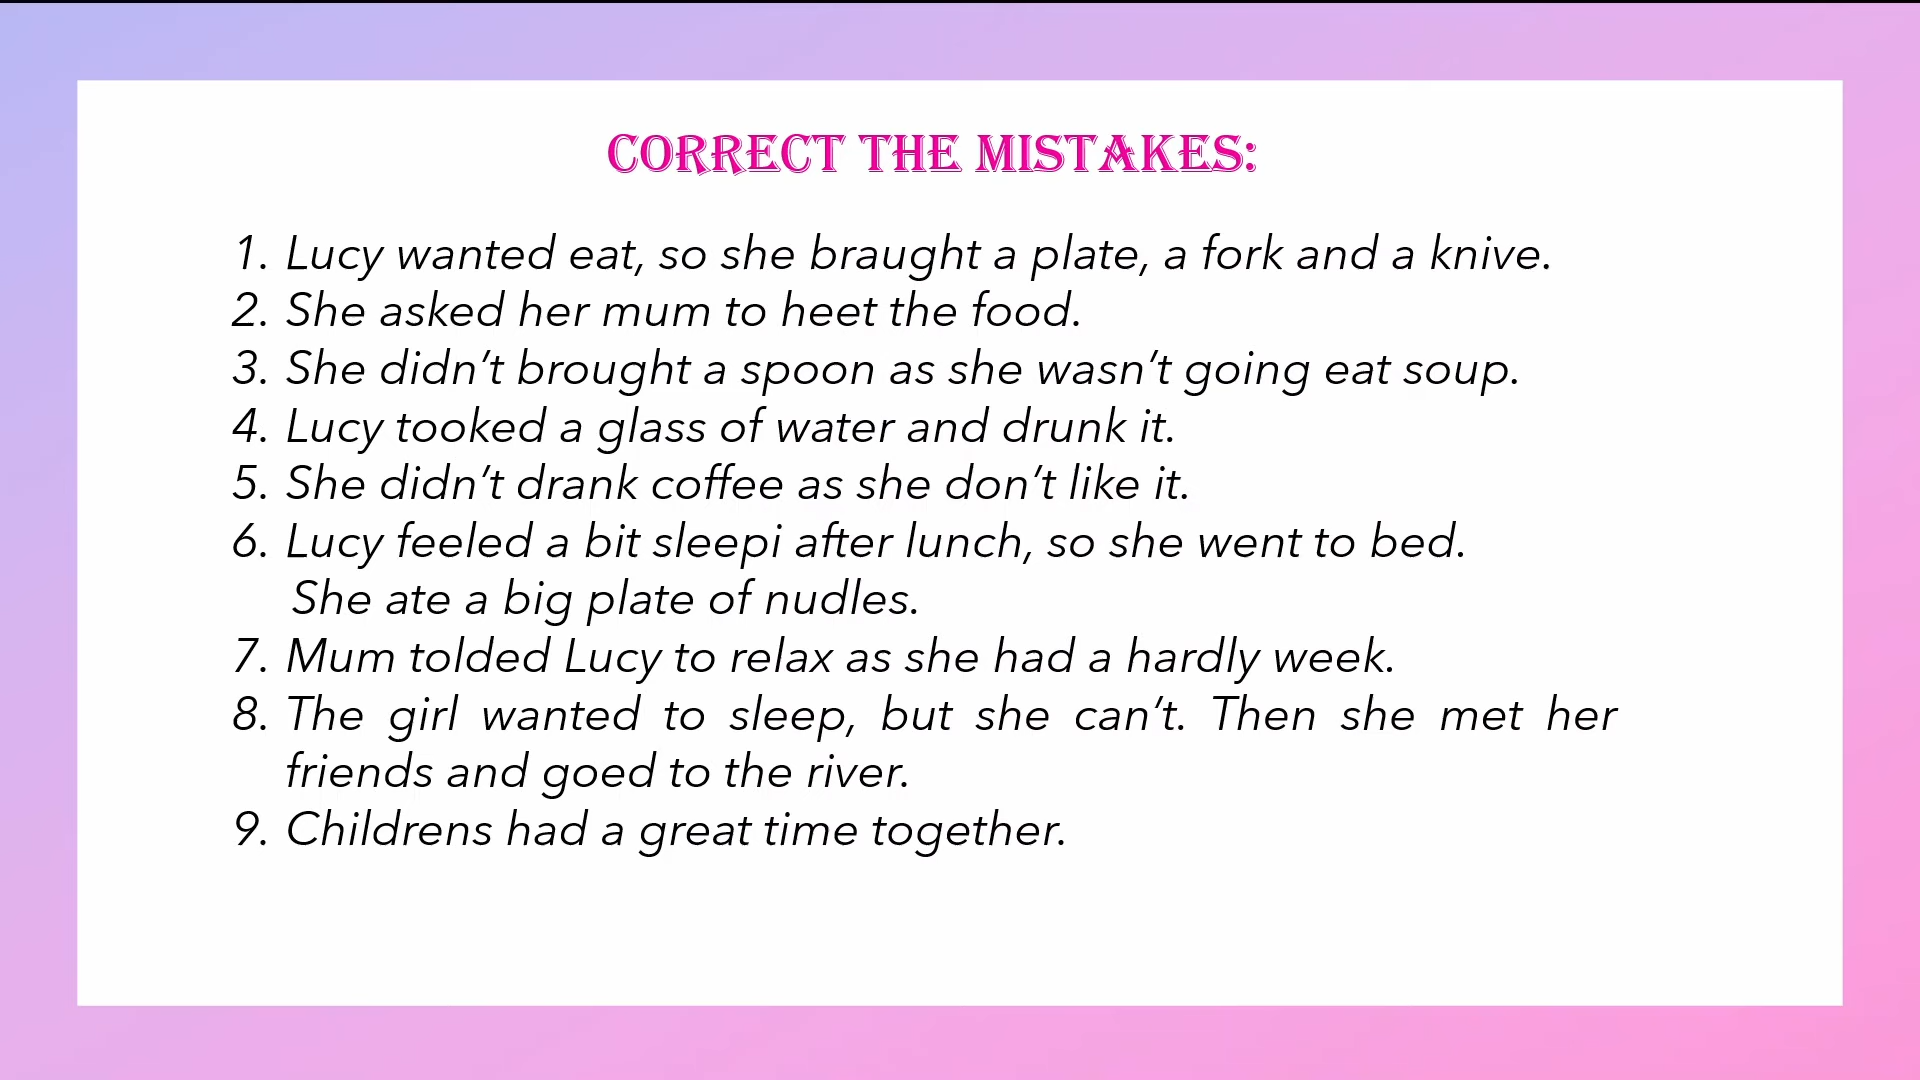 CORRECT THE MISTAKES:
1. Lucy wanted eat, so she braught a plate, a fork and a knive.
2. She asked her mum to heet the food.
3. She didn’t brought a spoon as she wasn’t going eat soup.
4. Lucy tooked a glass of water and drunk it.
5. She didn’t drank coffee as she don’t like it.
6. Lucy feeled a bit sleepi after lunch, so she went to bed.
She ate a big plate of nudles.
7. Mum tolded Lucy to relax as she had a hardly week.
8. The girl wanted to sleep, but she can’t. Then she met her
friends and goed to the river.
9. Childrens had a great time together.